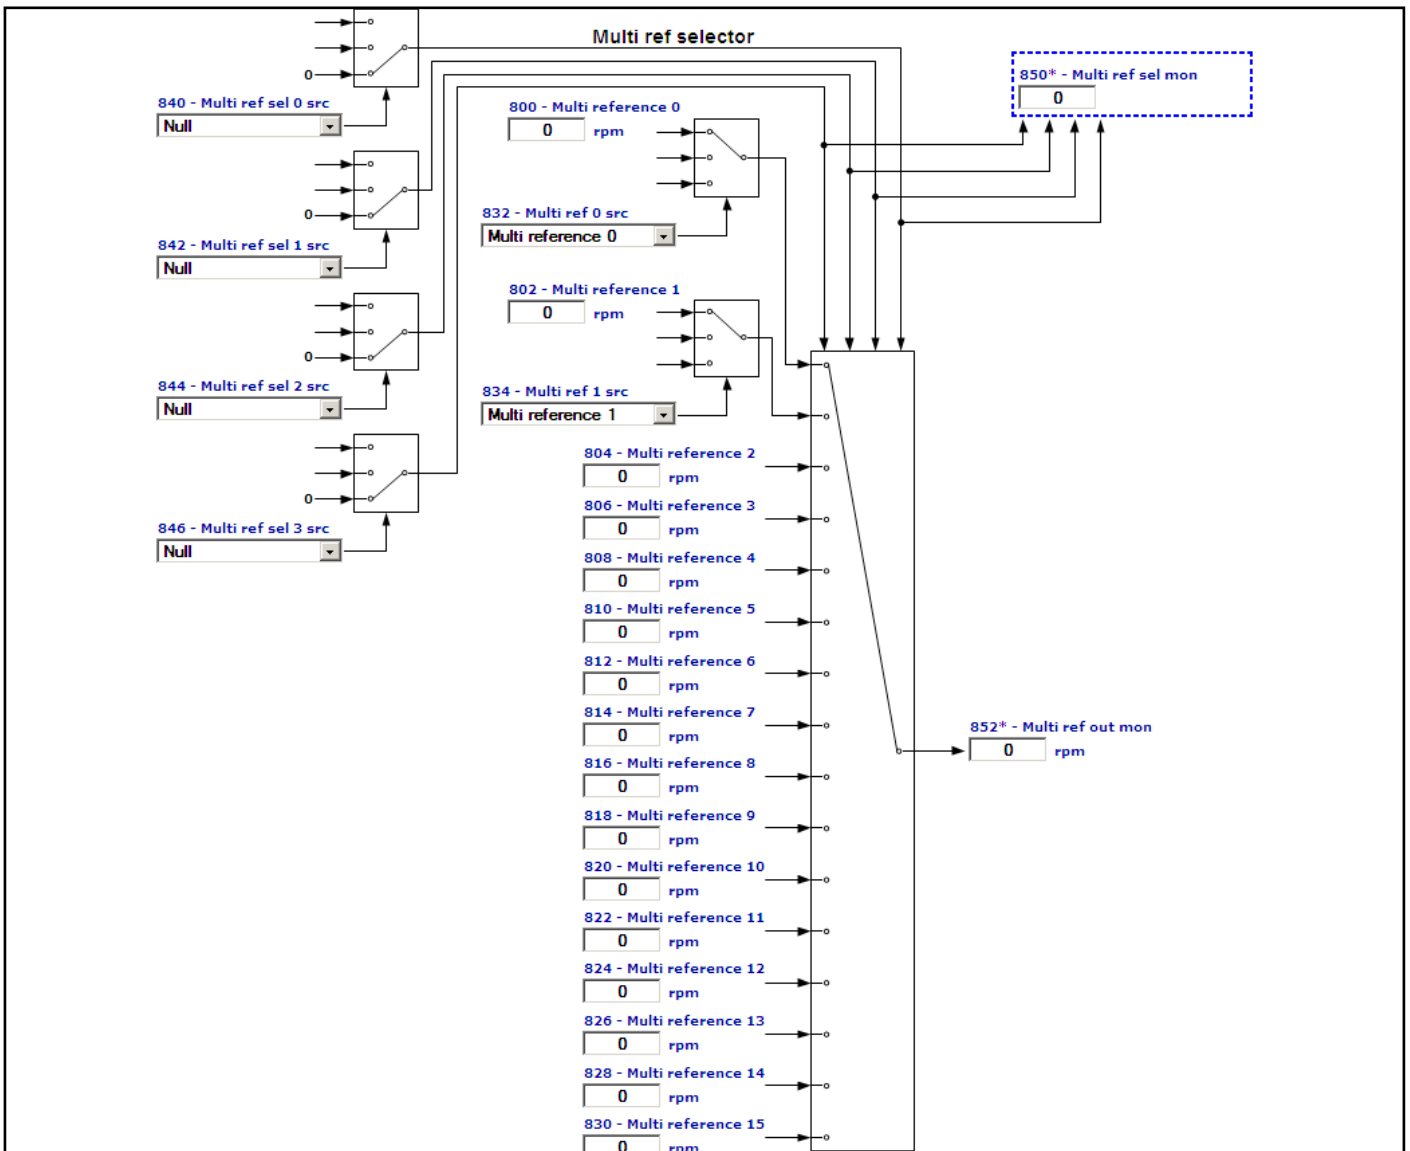 Multi ref selector
0
840 - Multi ref sel 0 src
Null
0
842 - Multi ref sel 1 src
Null
0
844 - Multi ref sel 2 src
Null
0
846 - Multi ref sel 3 src
Null
800 - Multi reference 0
0 rpm
832 - Multi ref 0 src
Multi reference 0
802 - Multi reference 1
0 rpm
834 - Multi ref 1 src
Multi reference 1
804 - Multi reference 2
0 rpm
806 - Multi reference 3
0 rpm
808 - Multi reference 4
0 rpm
810 - Multi reference 5
0 rpm
812 - Multi reference 6
0 rpm
814 - Multi reference 7
0 rpm
816 - Multi reference 8
0 rpm
818 - Multi reference 9
0 rpm
820 - Multi reference 10
0 rpm
822 - Multi reference 11
0 rpm
824 - Multi reference 12
0 rpm
826 - Multi reference 13
0 rpm
828 - Multi reference 14
0 rpm
830 - Multi reference 15
0 rpm
850* - Multi ref sel mon
0
852* - Multi ref out mon
0 rpm